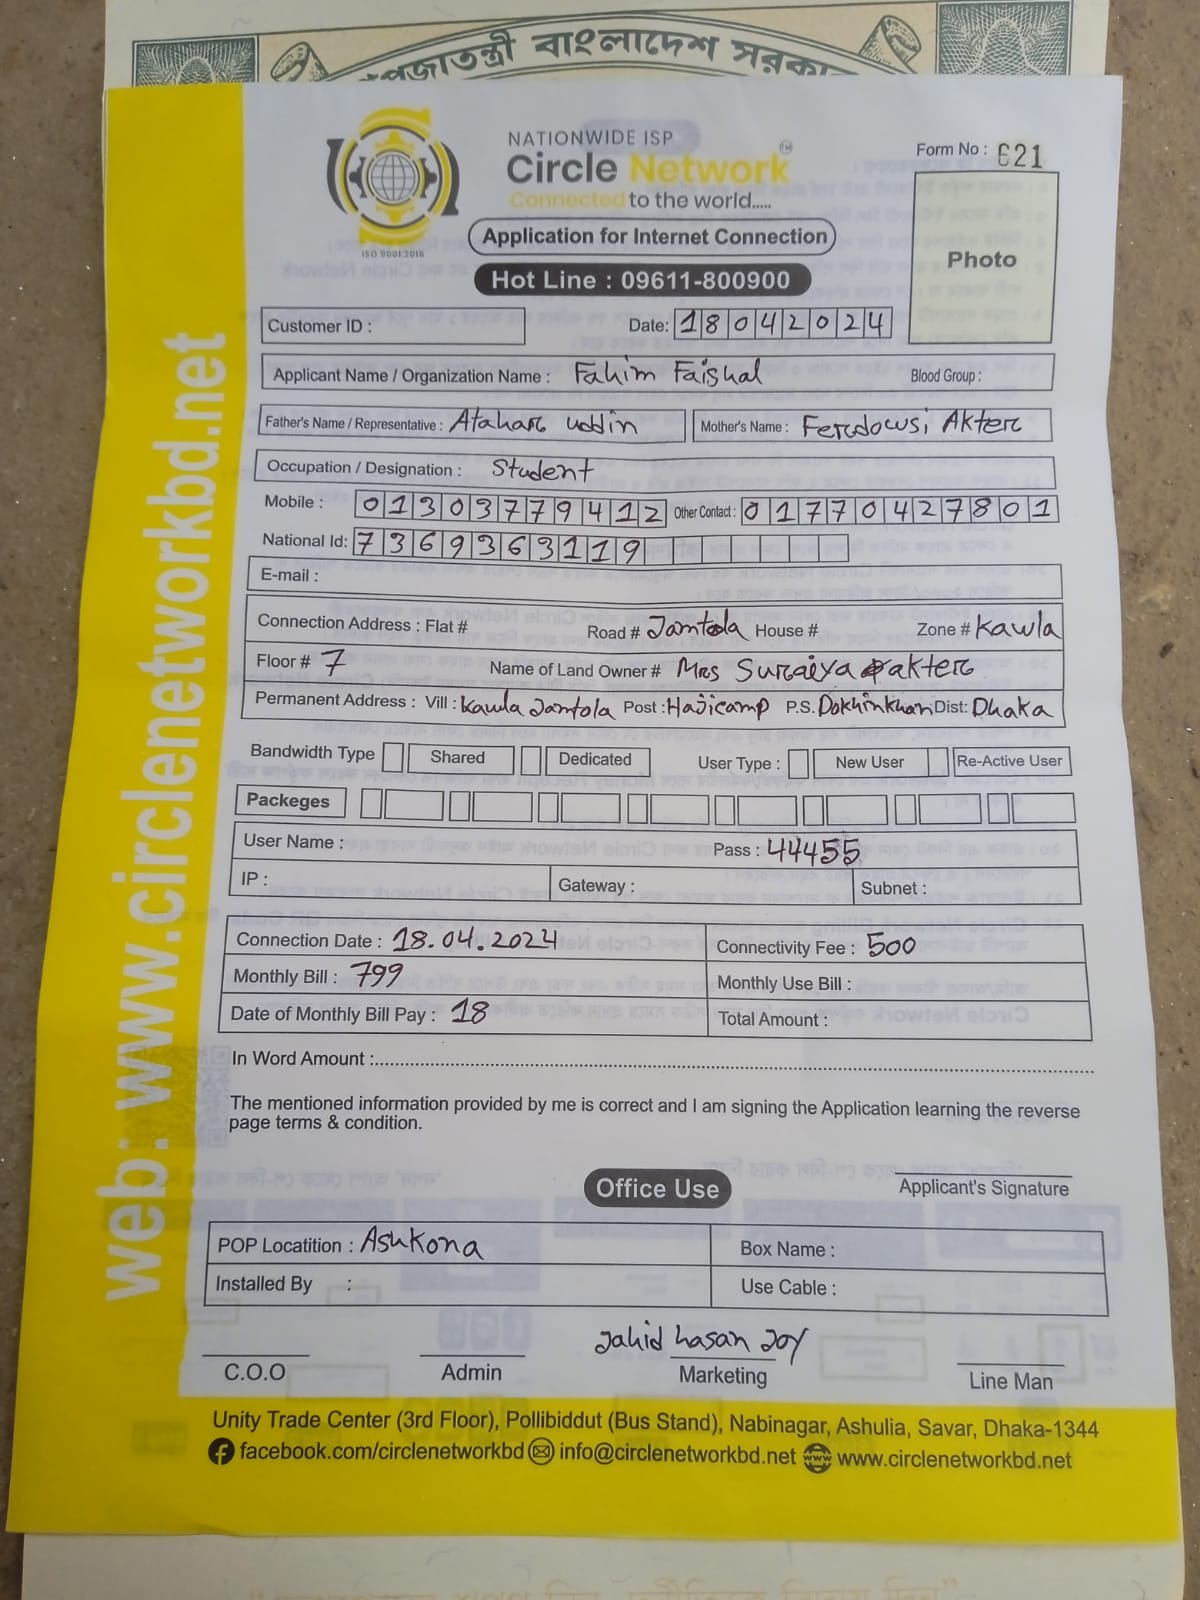 প্রজাতন্ত্রী বাংলাদেশ সরকার
NATIONWIDE ISP
Circle Network TM
Connected to the world.....
ISO 9001:2015
Application for Internet Connection
Hot Line : 09611-800900
Form No : 621
Photo
web: www.circlenetworkbd.net
Customer ID : Date: 18042024
Applicant Name / Organization Name : Fahim Faishal Blood Group :
Father's Name / Representative : Atahar uddin Mother's Name : Ferdowsi Akter
Occupation / Designation : Student
Mobile : 01303779412 Other Contact : 01770427801
National Id: 7369363119
E-mail :
Connection Address : Flat # Road # Jamtola House # Zone # Kawla
Floor # 7 Name of Land Owner # Mrs Suraiya akter
Permanent Address : Vill : Kawla Jamtola Post : Hajicamp P.S. Dokhinkhan Dist: Dhaka
Bandwidth Type Shared Dedicated User Type : New User Re-Active User
Packeges
User Name : Pass : 44455
IP : Gateway : Subnet :
Connection Date : 18.04.2024 Connectivity Fee : 500
Monthly Bill : 799 Monthly Use Bill :
Date of Monthly Bill Pay : 18 Total Amount :
In Word Amount :
The mentioned information provided by me is correct and I am signing the Application learning the reverse
page terms & condition.
Applicant's Signature
Office Use
POP Locatition : Ashkona Box Name :
Installed By : Use Cable :
Jahid hasan Joy
C.O.O Admin Marketing Line Man
Unity Trade Center (3rd Floor), Pollibiddut (Bus Stand), Nabinagar, Ashulia, Savar, Dhaka-1344
facebook.com/circlenetworkbd info@circlenetworkbd.net www.circlenetworkbd.net